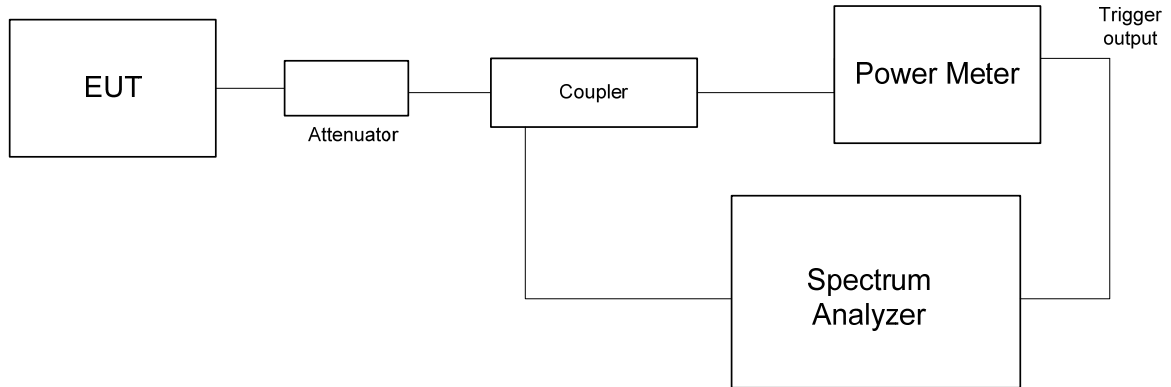 EUT
Attenuator
Coupler
Power Meter
Trigger
output
Spectrum
Analyzer